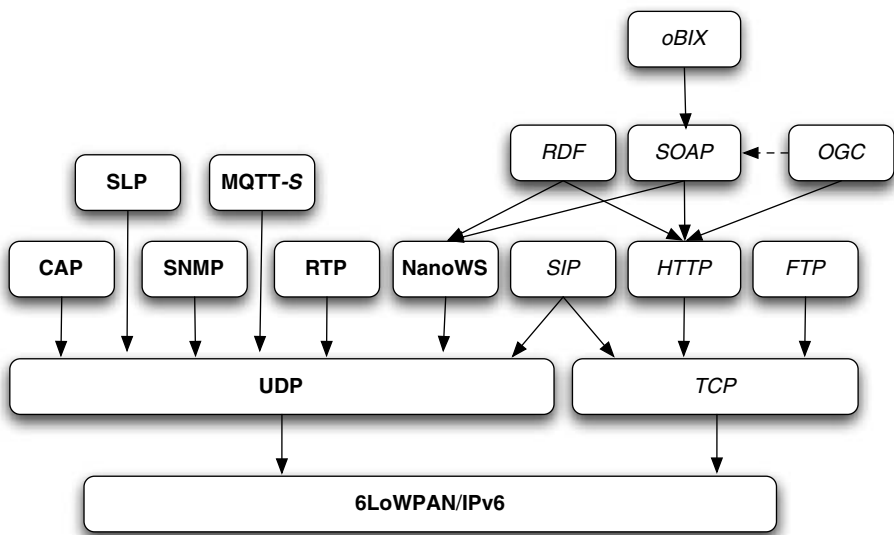 oBIX
RDF
SOAP
OGC
SLP
MQTT-S
CAP
SNMP
RTP
NanoWS
SIP
HTTP
FTP
UDP
TCP
6LoWPAN/IPv6